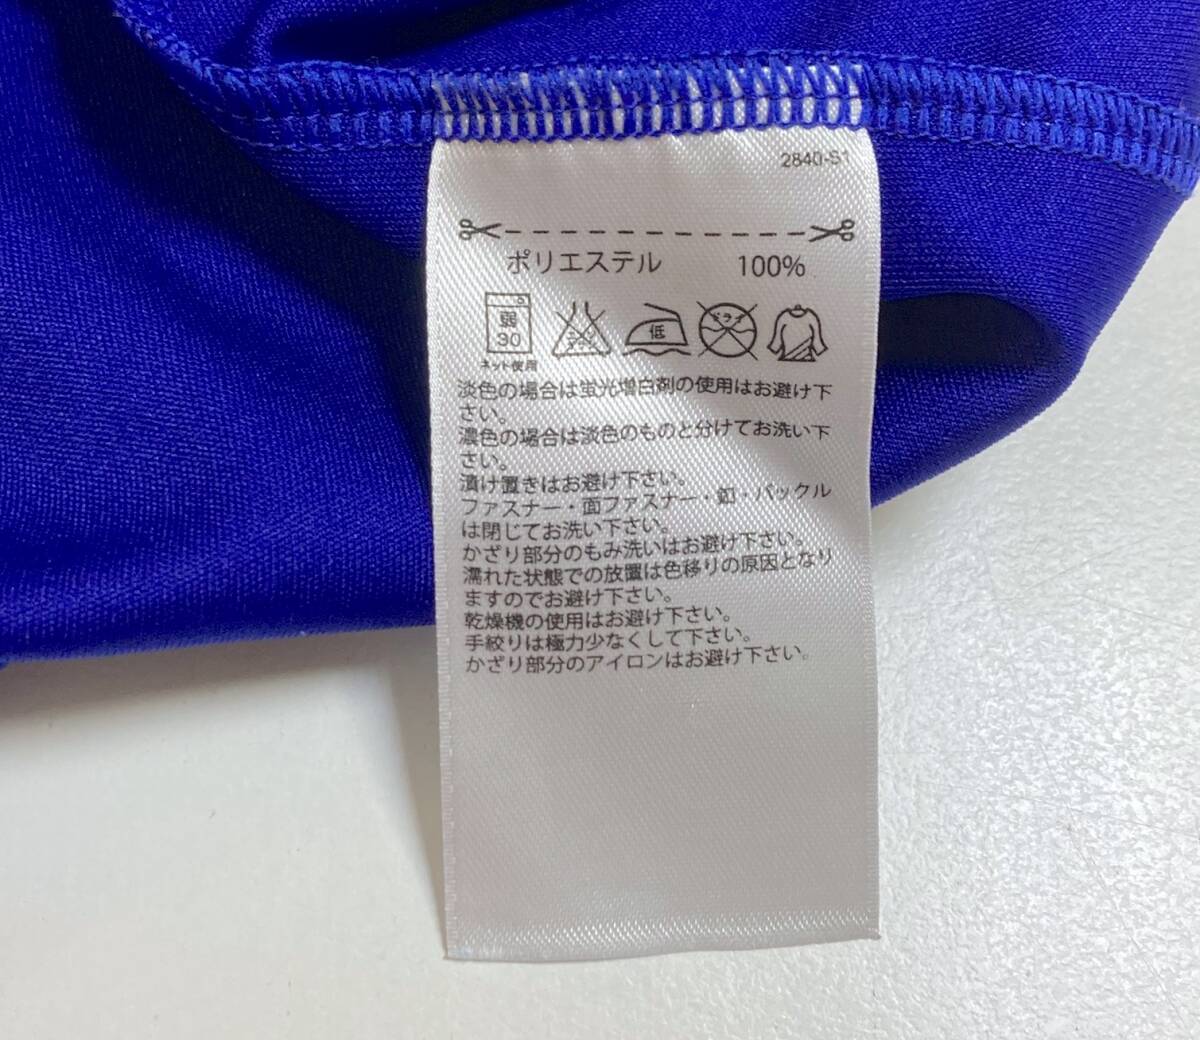 2840-S1
ポリエステル 100%
弱 低 ドライ
30
ネット使用
淡色の場合は蛍光増白剤の使用はお避け下
さい。
濃色の場合は淡色のものと分けてお洗い下
さい。
漬け置きはお避け下さい。
ファスナー・面ファスナー・釦・バックル
は閉じてお洗い下さい。
かざり部分のもみ洗いはお避け下さい。
濡れた状態での放置は色移りの原因となり
ますのでお避け下さい。
乾燥機の使用はお避け下さい。
手絞りは極力少なくして下さい。
かざり部分のアイロンはお避け下さい。